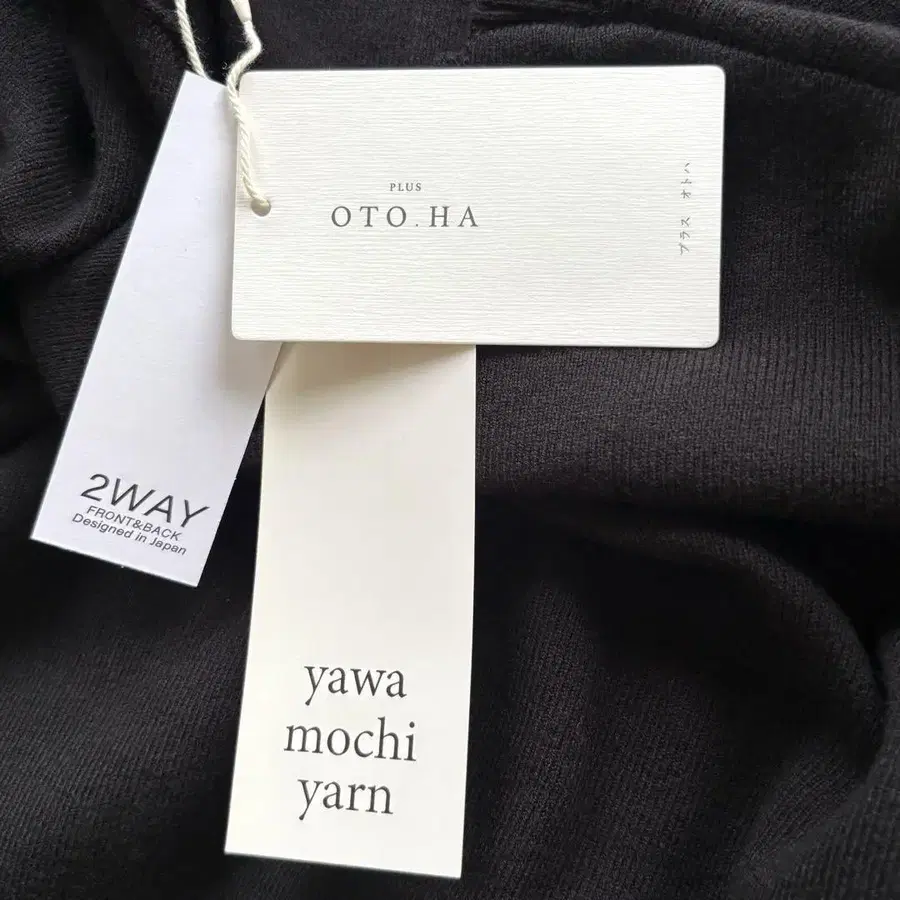 PLUS
OTO.HA
プラス オトハ
2WAY
FRONT&BACK
Designed in Japan
yawa
mochi
yarn